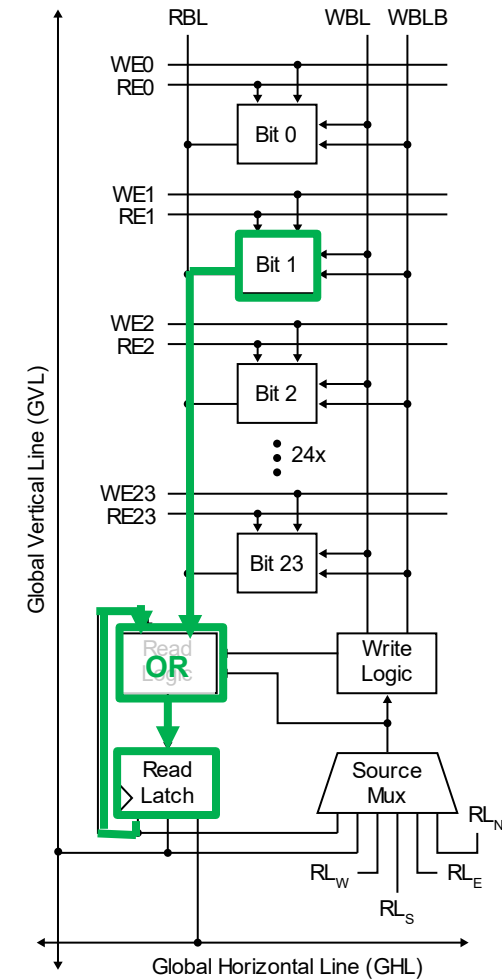 RBL WBL WBLB
WE0
RE0
Bit 0
WE1
RE1
Bit 1
WE2
RE2
Bit 2
24x
WE23
RE23
Bit 23
Global Vertical Line (GVL)
Read
Logic
OR
Write
Logic
Read
Latch
Source
Mux
RL_N
RL_W
RL_E
RL_S
Global Horizontal Line (GHL)